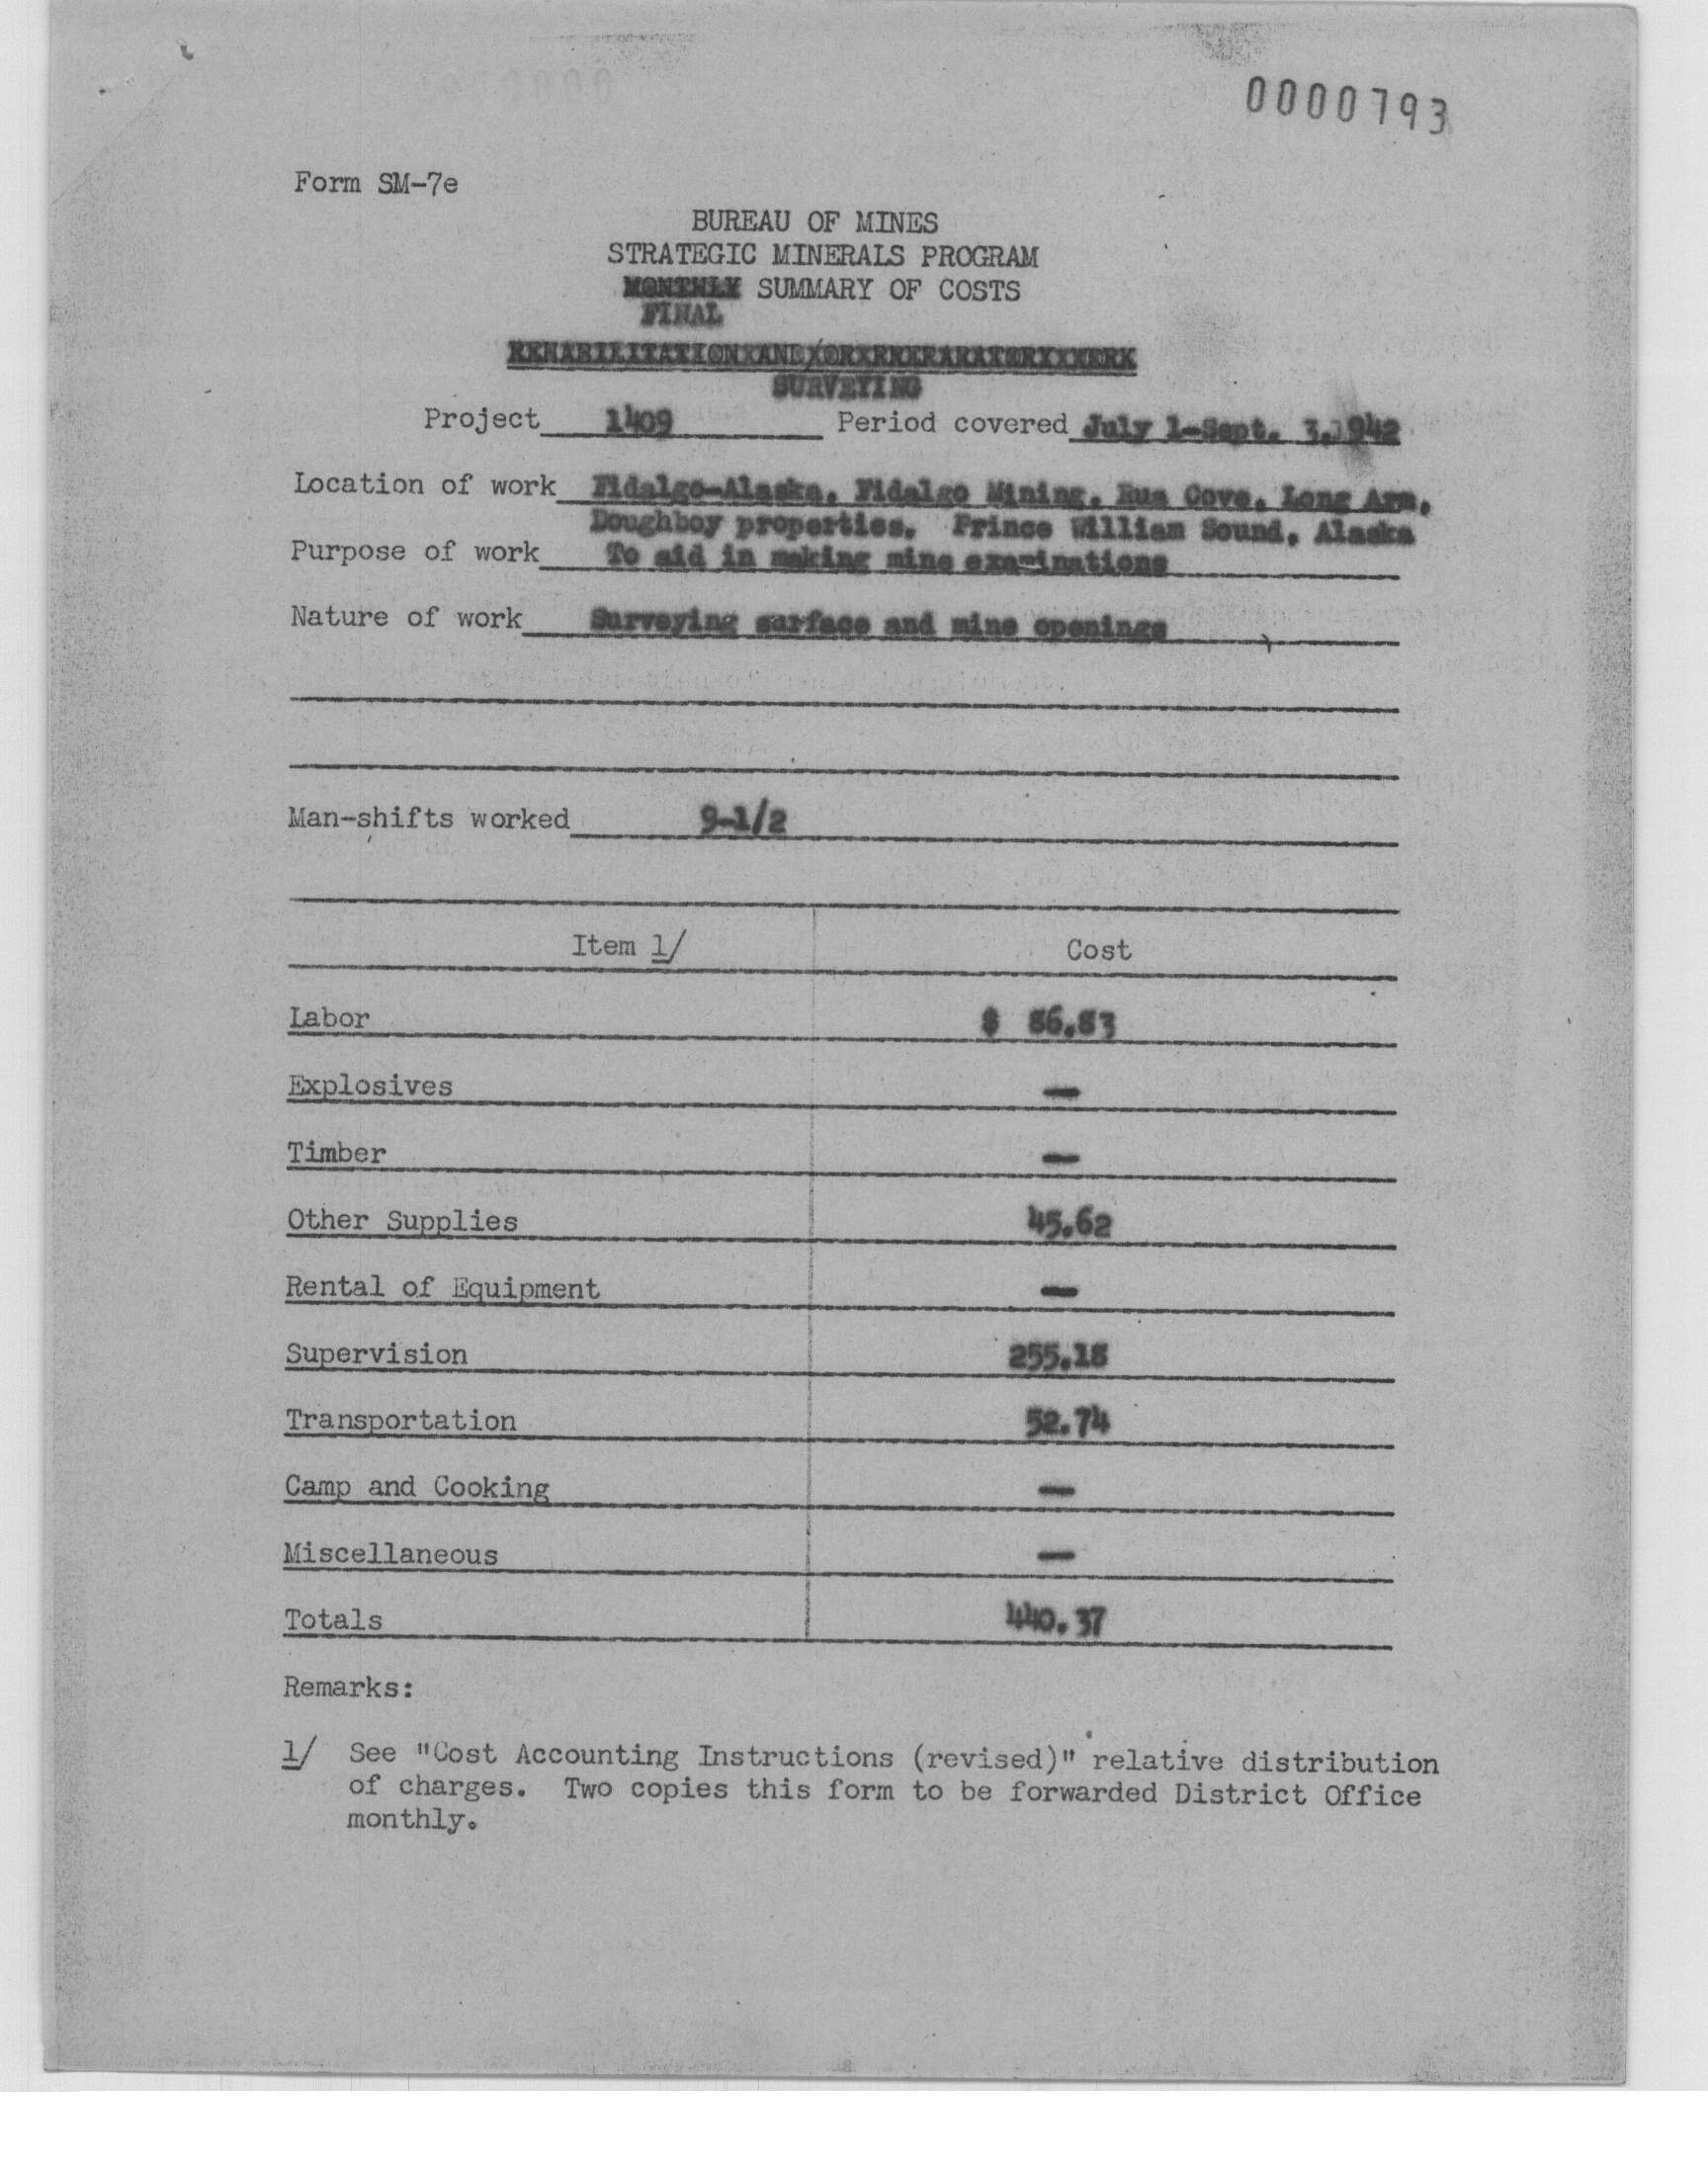 0000793
Form SM-7e
BUREAU OF MINES
STRATEGIC MINERALS PROGRAM
MONTHLY SUMMARY OF COSTS
FINAL
REHABILITATION AND/OR PREPARATORY WORK
SURVEYING
Project 1409 Period covered July 1-Sept. 3, 1942
Location of work Fidalgo-Alaska, Fidalgo Mining, Rua Cove, Long Arm,
Doughboy properties, Prince William Sound, Alaska
Purpose of work To aid in making mine examinations
Nature of work Surveying surface and mine openings
Man-shifts worked 9-1/2
Item 1/ Cost
Labor $ 86.83
Explosives —
Timber —
Other Supplies 45.62
Rental of Equipment —
Supervision 255.18
Transportation 52.74
Camp and Cooking —
Miscellaneous —
Totals 440.37
Remarks:
1/ See "Cost Accounting Instructions (revised)" relative distribution
of charges. Two copies this form to be forwarded District Office
monthly.